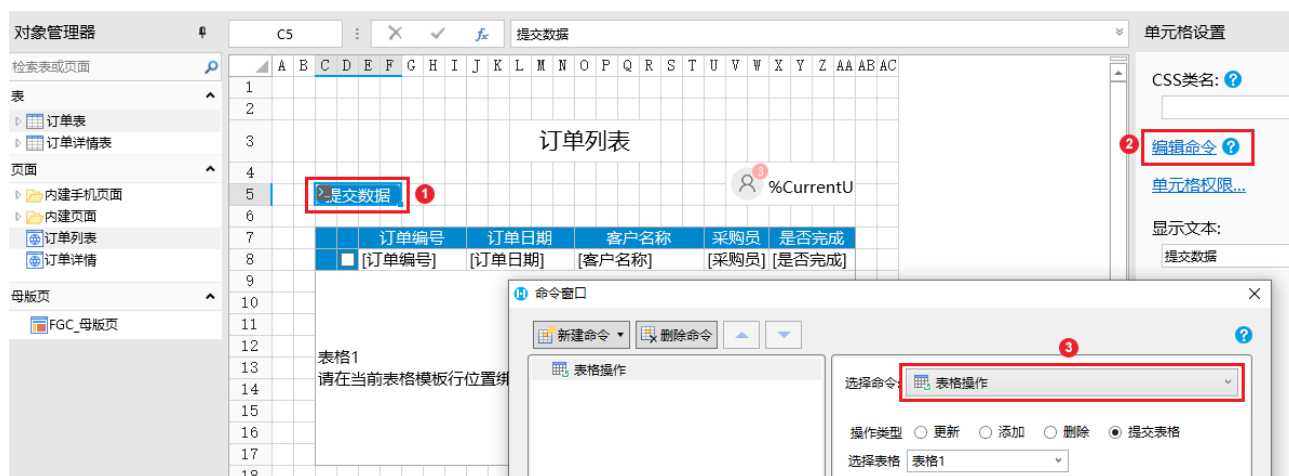 对象管理器
C5
提交数据
单元格设置
检索表或页面
A B C D E F G H I J K L M N O P Q R S T U V W X Y Z AA AB AC
CSS类名:
表
1
订单表
2
订单详情表
3
订单列表
2
编辑命令
页面
4
3
%CurrentU
单元格权限...
内建手机页面
5
提交数据
1
内建页面
6
显示文本:
订单列表
7
订单编号 订单日期 客户名称 采购员 是否完成
提交数据
订单详情
8
[订单编号] [订单日期] [客户名称] [采购员] [是否完成]
9
母版页
命令窗口
10
FGC_母版页
11
新建命令
删除命令
12
表格1
3
13
请在当前表格模板行位置绑
表格操作
选择命令:
表格操作
14
15
操作类型 更新 添加 删除 提交表格
16
选择表格 表格1
17
18